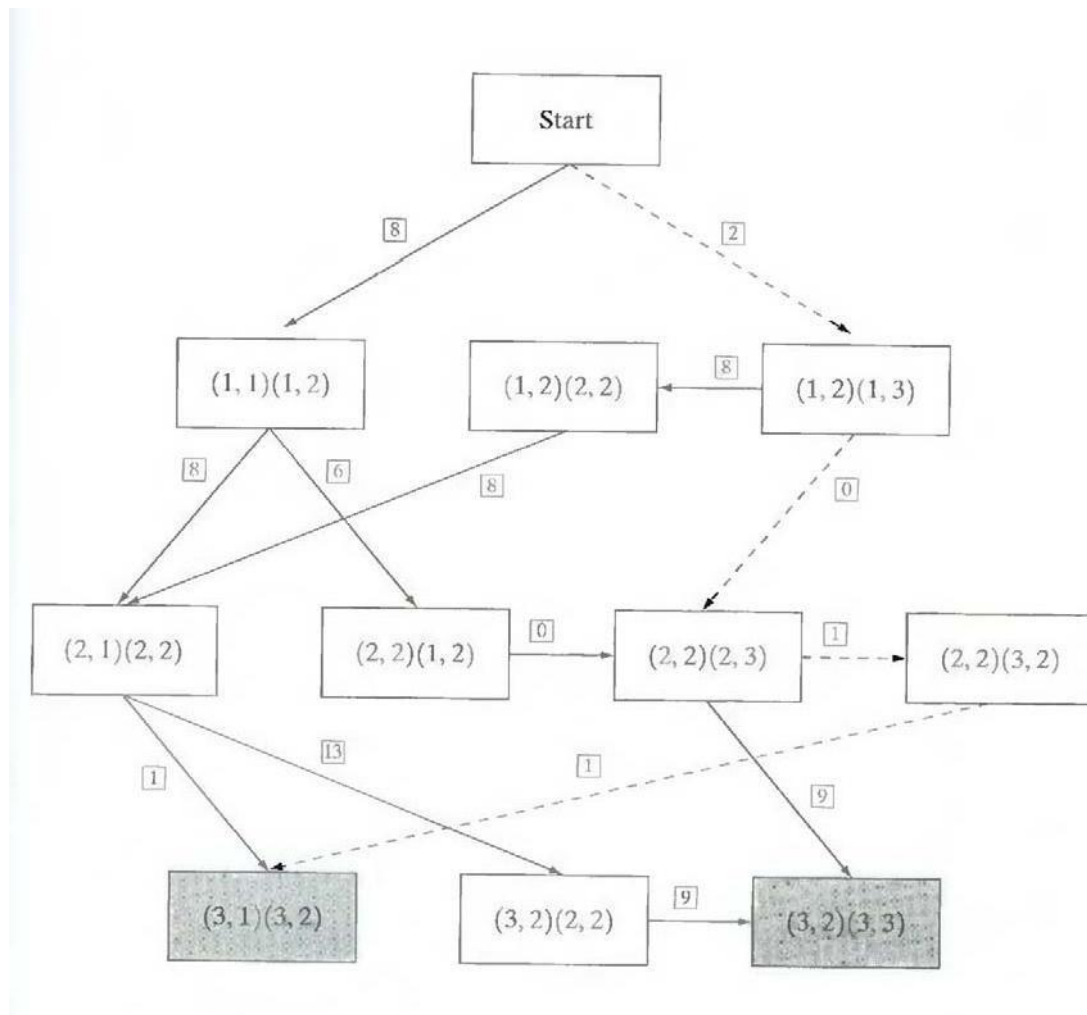 Start
8
2
(1, 1)(1, 2)
(1, 2)(2, 2)
8
(1, 2)(1, 3)
8
6
8
0
(2, 1)(2, 2)
(2, 2)(1, 2)
0
(2, 2)(2, 3)
1
(2, 2)(3, 2)
1
13
1
9
(3, 1)(3, 2)
(3, 2)(2, 2)
9
(3, 2)(3, 3)